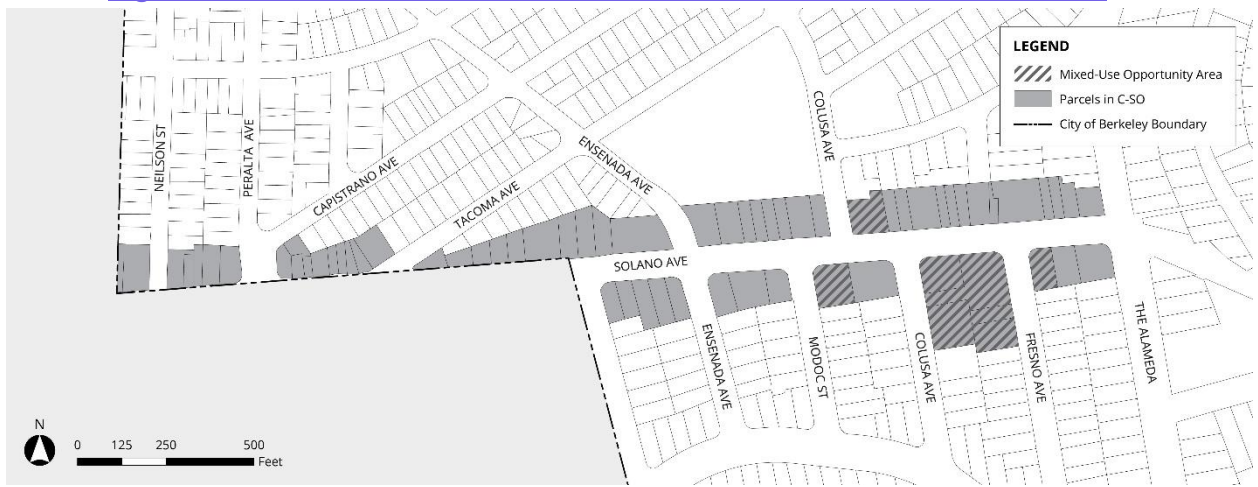 LEGEND
Mixed-Use Opportunity Area
Parcels in C-SO
City of Berkeley Boundary
NEILSON ST
PERALTA AVE
CAPISTRANO AVE
TACOMA AVE
ENSENADA AVE
COLUSA AVE
SOLANO AVE
ENSENADA AVE
MODOC ST
COLUSA AVE
FRESNO AVE
THE ALAMEDA
N
0 125 250 500
Feet